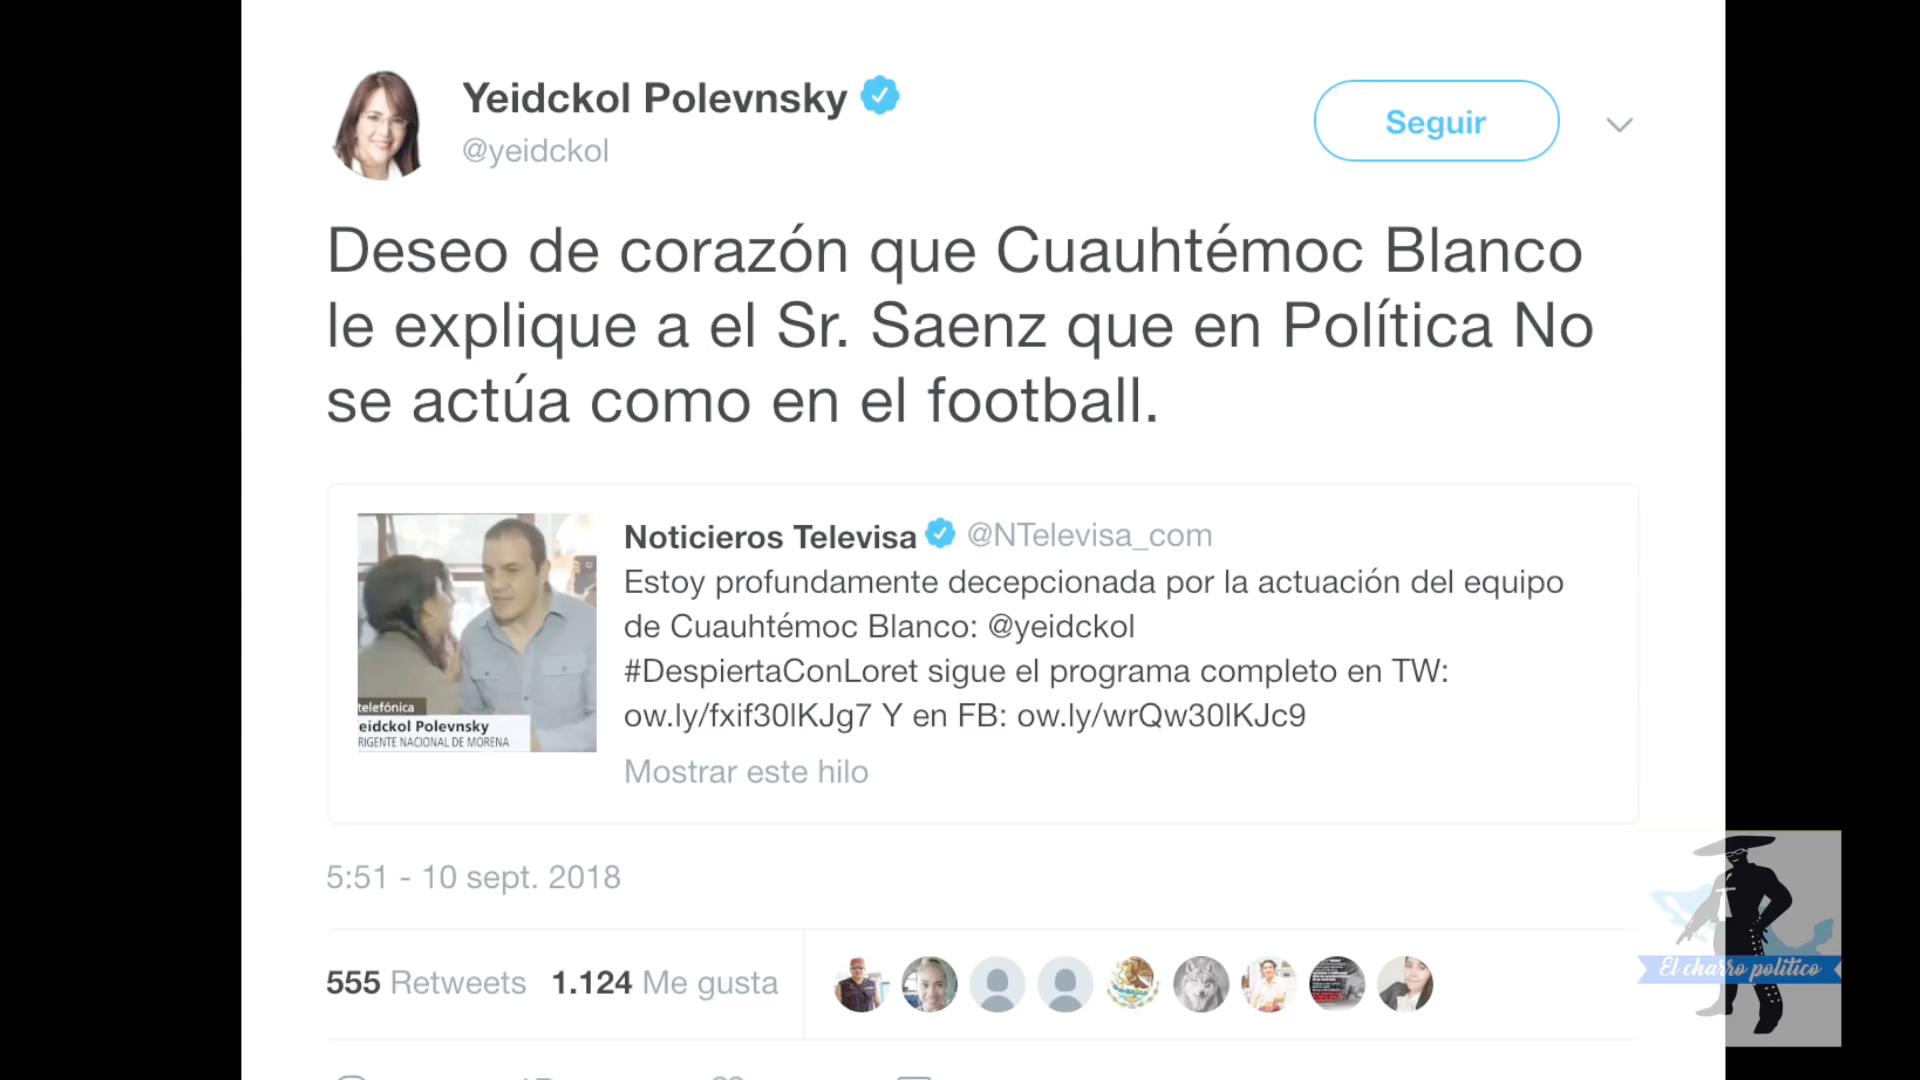 Yeidckol Polevnsky
@yeidckol
Seguir
Deseo de corazón que Cuauhtémoc Blanco
le explique a el Sr. Saenz que en Política No
se actúa como en el football.
Noticieros Televisa @NTelevisa_com
Estoy profundamente decepcionada por la actuación del equipo
de Cuauhtémoc Blanco: @yeidckol
#DespiertaConLoret sigue el programa completo en TW:
ow.ly/fxif30lKJg7 Y en FB: ow.ly/wrQw30lKJc9
Mostrar este hilo
telefónica
eidckol Polevnsky
RIGENTE NACIONAL DE MORENA
5:51 - 10 sept. 2018
555 Retweets 1.124 Me gusta
El charro político